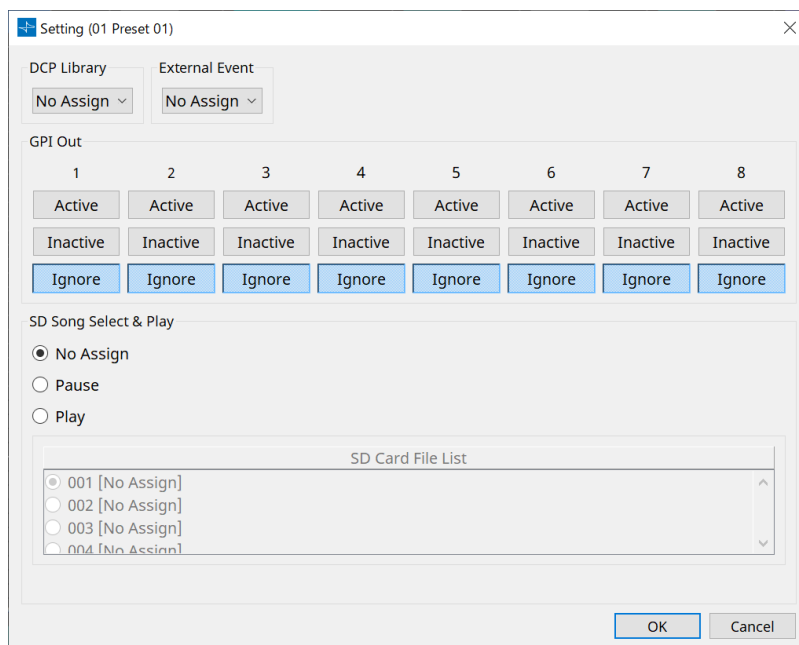 Setting (01 Preset 01)
DCP Library External Event
No Assign No Assign
GPI Out
1 2 3 4 5 6 7 8
Active Active Active Active Active Active Active Active
Inactive Inactive Inactive Inactive Inactive Inactive Inactive Inactive
Ignore Ignore Ignore Ignore Ignore Ignore Ignore Ignore
SD Song Select & Play
No Assign
Pause
Play
SD Card File List
001 [No Assign]
002 [No Assign]
003 [No Assign]
004 [No Assign]
OK Cancel